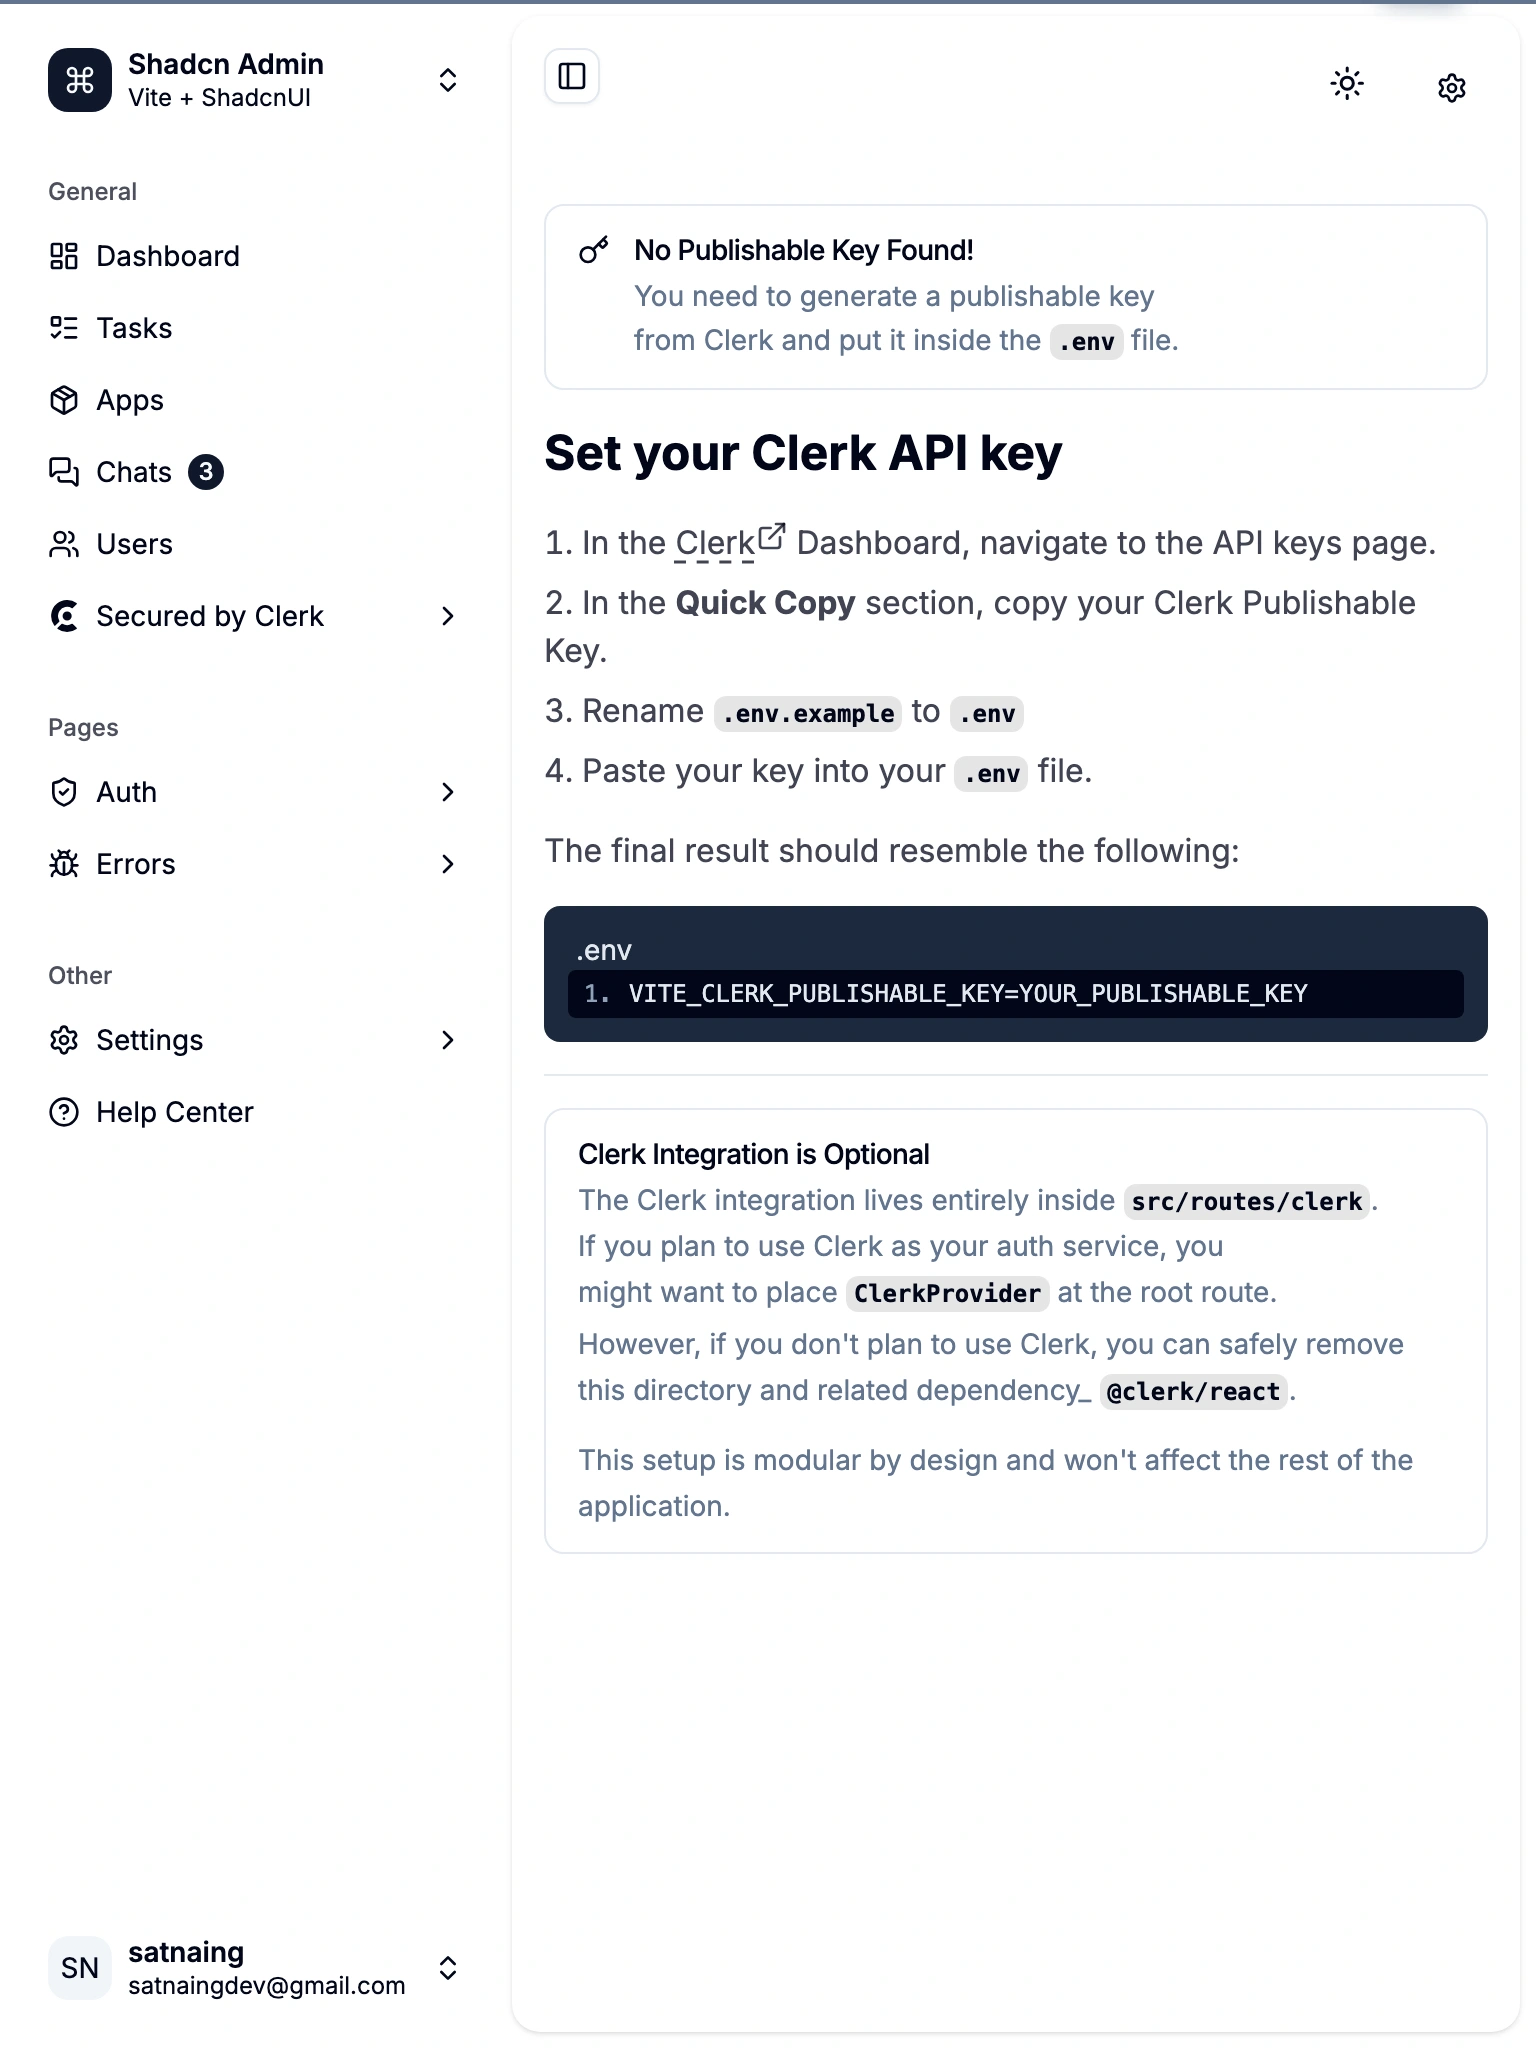 Shadcn Admin
Vite + ShadcnUI
General
Dashboard
Tasks
Apps
Chats 3
Users
Secured by Clerk
Pages
Auth
Errors
Other
Settings
Help Center
SN
satnaing
satnaingdev@gmail.com
No Publishable Key Found!
You need to generate a publishable key
from Clerk and put it inside the .env file.
Set your Clerk API key
1. In the Clerk Dashboard, navigate to the API keys page.
2. In the Quick Copy section, copy your Clerk Publishable
Key.
3. Rename .env.example to .env
4. Paste your key into your .env file.
The final result should resemble the following:
.env
1. VITE_CLERK_PUBLISHABLE_KEY=YOUR_PUBLISHABLE_KEY
Clerk Integration is Optional
The Clerk integration lives entirely inside src/routes/clerk.
If you plan to use Clerk as your auth service, you
might want to place ClerkProvider at the root route.
However, if you don't plan to use Clerk, you can safely remove
this directory and related dependency_ @clerk/react.
This setup is modular by design and won't affect the rest of the
application.